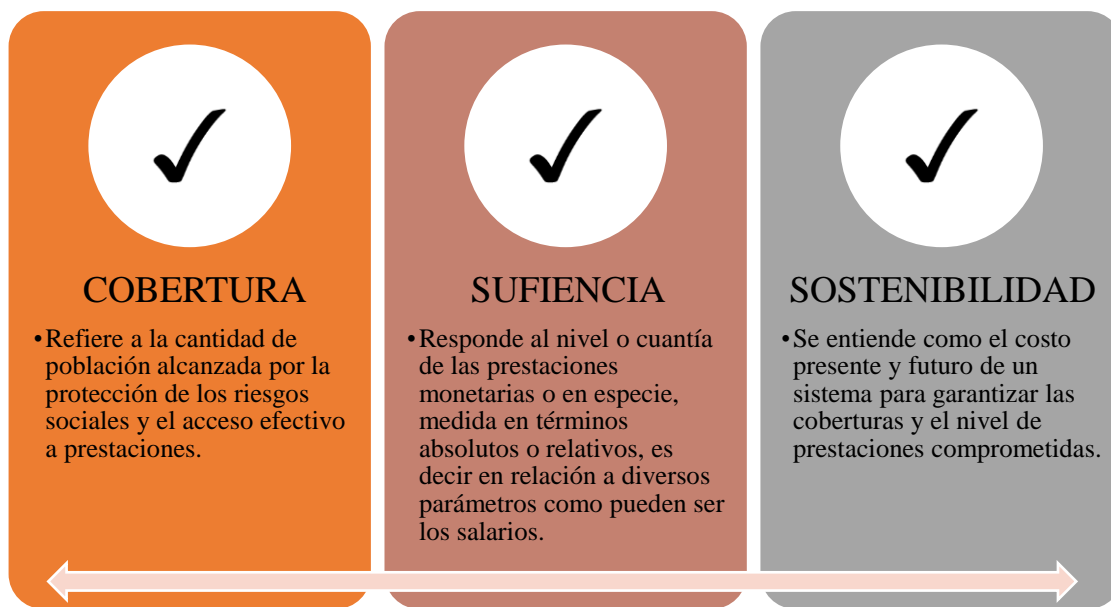 COBERTURA
•Refiere a la cantidad de
población alcanzada por la
protección de los riesgos
sociales y el acceso efectivo
a prestaciones.
SUFIENCIA
•Responde al nivel o cuantía
de las prestaciones
monetarias o en especie,
medida en términos
absolutos o relativos, es
decir en relación a diversos
parámetros como pueden ser
los salarios.
SOSTENIBILIDAD
•Se entiende como el costo
presente y futuro de un
sistema para garantizar las
coberturas y el nivel de
prestaciones comprometidas.